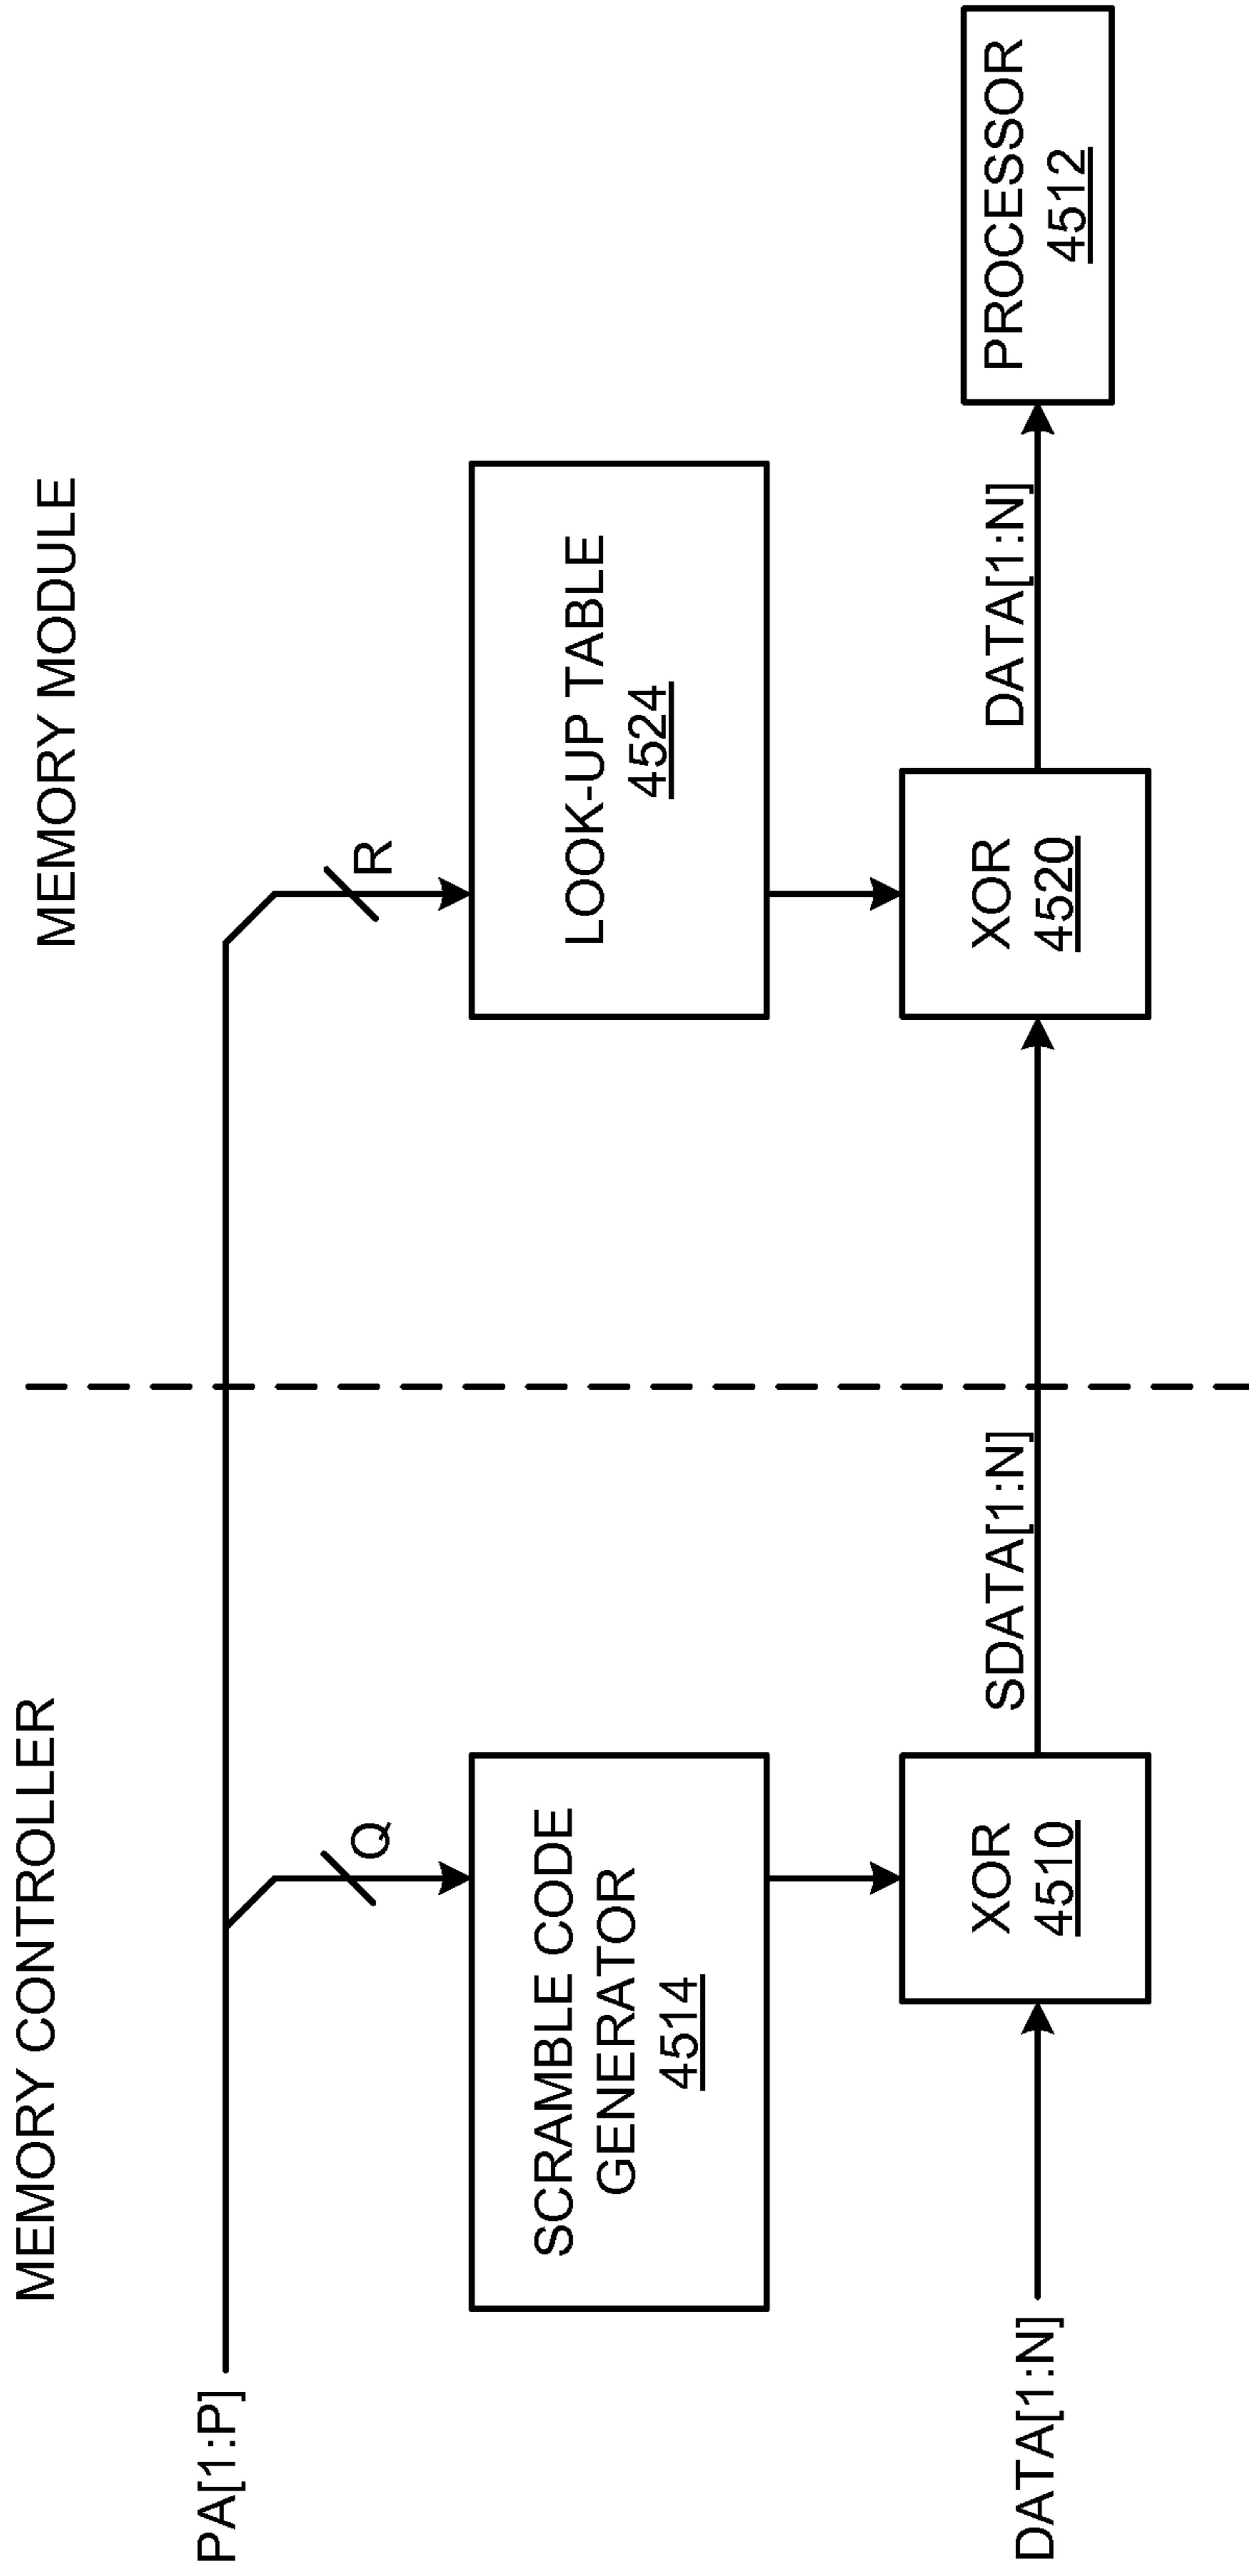 MEMORY CONTROLLER
MEMORY MODULE
PA[1:P]
Q
R
SCRAMBLE CODE
GENERATOR
4514
LOOK-UP TABLE
4524
DATA[1:N]
XOR
4510
SDATA[1:N]
XOR
4520
DATA[1:N]
PROCESSOR
4512